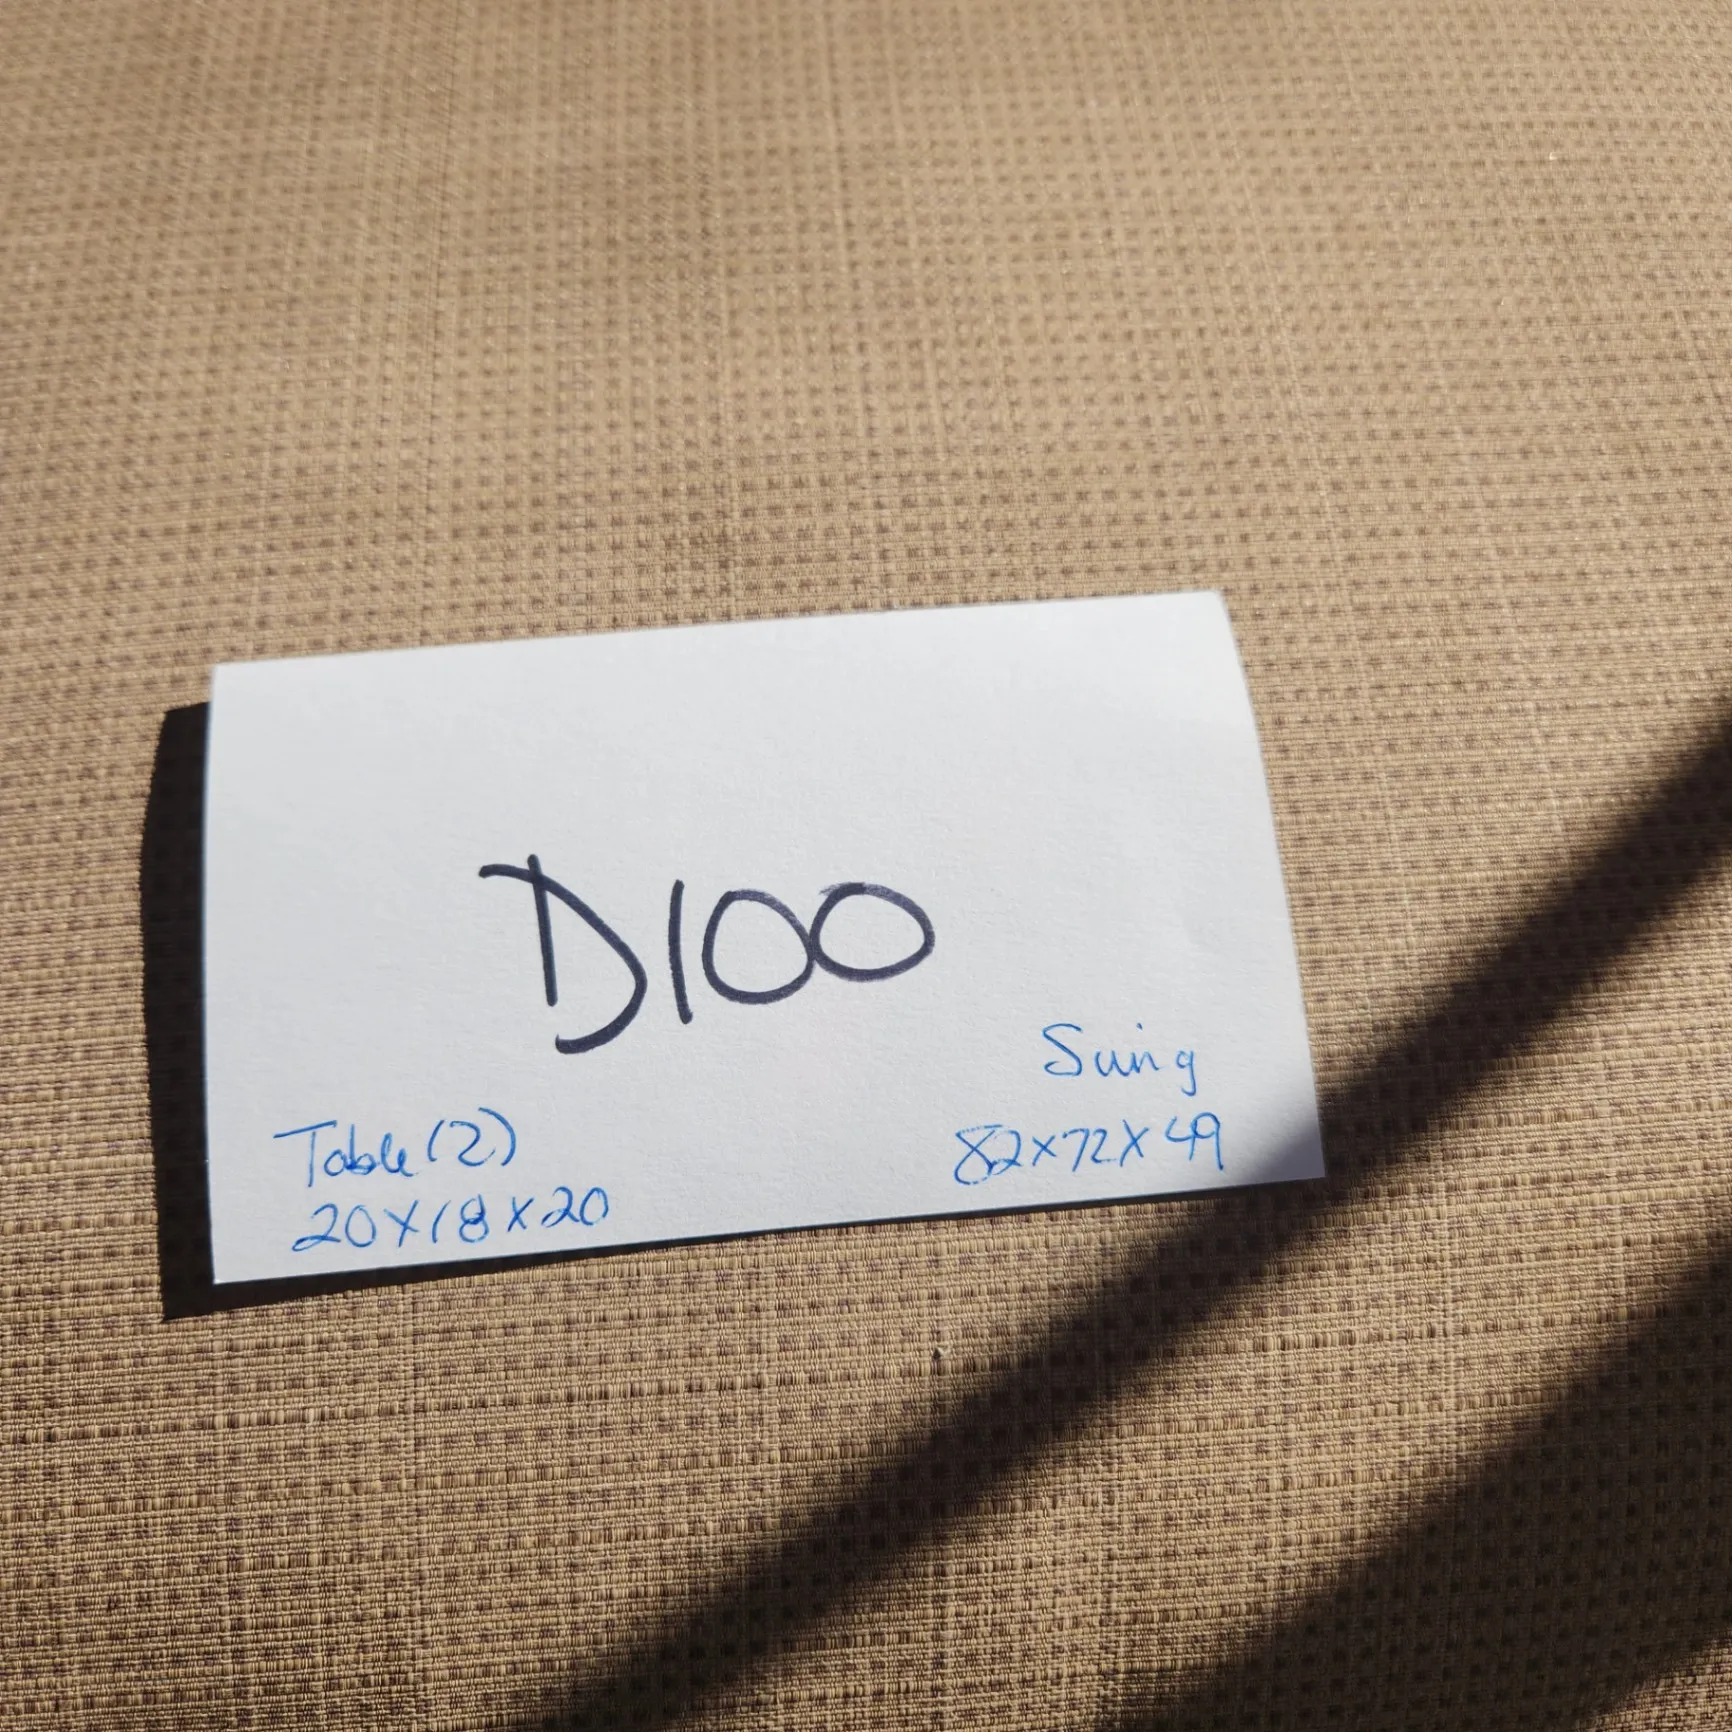 D100
Swing
82x72x49
Table(2)
20x18x20